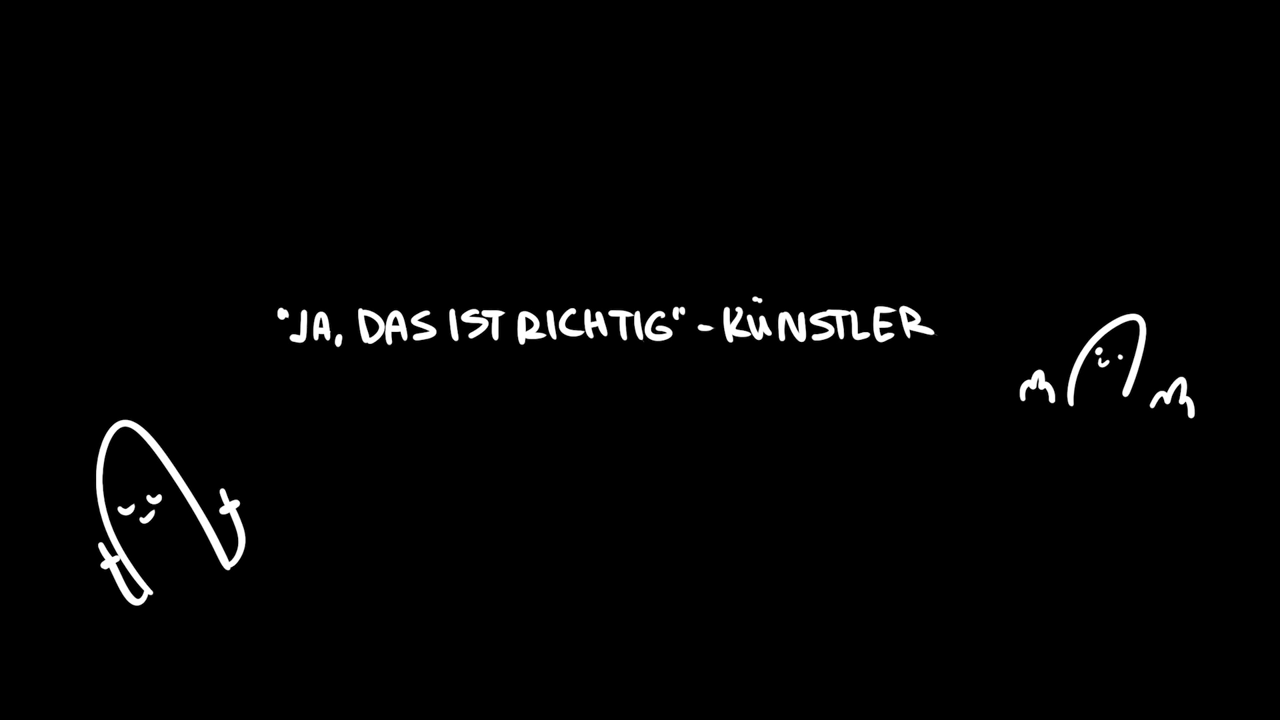 "JA, DAS IST RICHTIG" - KÜNSTLER